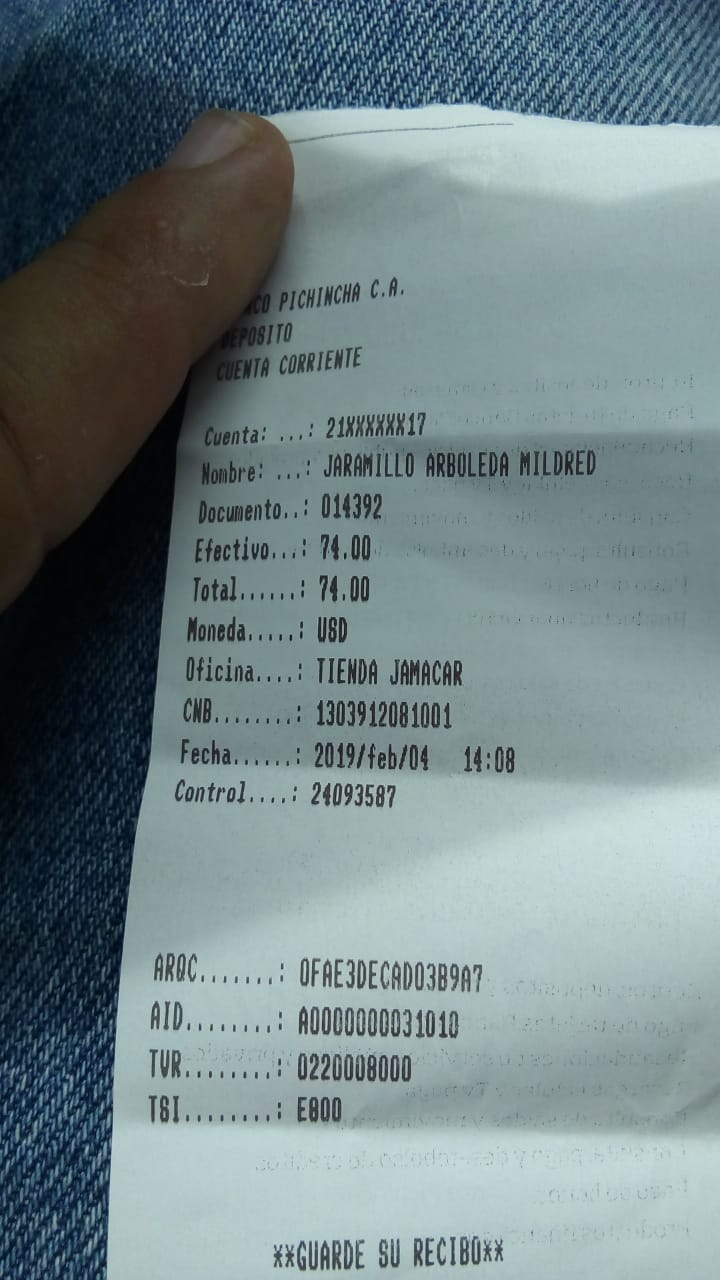 PICHINCHA C.A.
DEPOSITO
CUENTA CORRIENTE
Cuenta: ...: 21XXXXXX17
Nombre: ...: JARAMILLO ARBOLEDA MILDRED
Documento..: 014392
Efectivo...: 74.00
Total......: 74.00
Moneda.....: USD
Oficina....: TIENDA JAMACAR
CNB........: 1303912081001
Fecha......: 2019/feb/04 14:08
Control....: 24093587
ARQC.......: 0FAE3DECAD03B9A7
AID........: A0000000031010
TVR........: 0220008000
TSI........: E800
**GUARDE SU RECIBO**